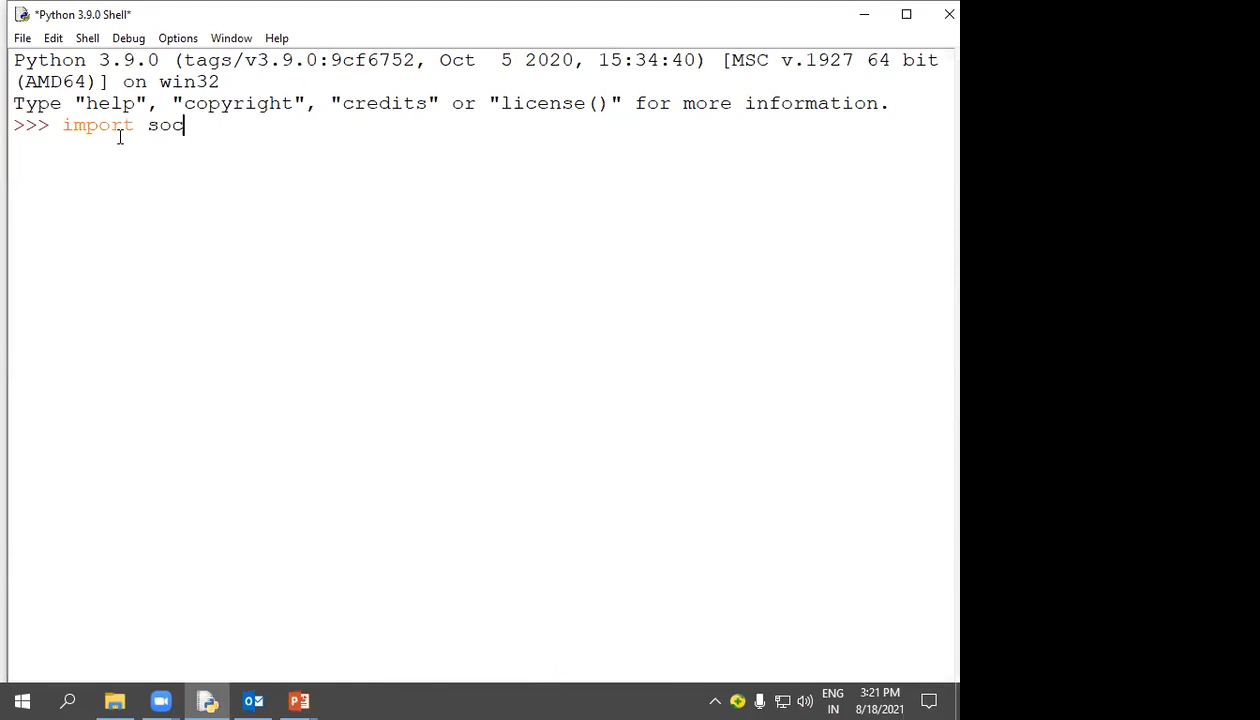 *Python 3.9.0 Shell*
File Edit Shell Debug Options Window Help
Python 3.9.0 (tags/v3.9.0:9cf6752, Oct  5 2020, 15:34:40) [MSC v.1927 64 bit
(AMD64)] on win32
Type "help", "copyright", "credits" or "license()" for more information.
>>> import soc
ENG 3:21 PM
IN 8/18/2021